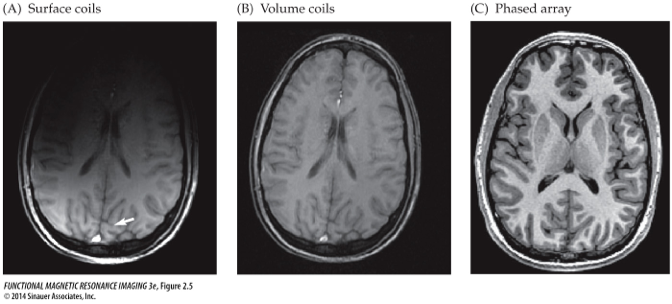 (A) Surface coils
(B) Volume coils
(C) Phased array
FUNCTIONAL MAGNETIC RESONANCE IMAGING 3e, Figure 2.5
© 2014 Sinauer Associates, Inc.